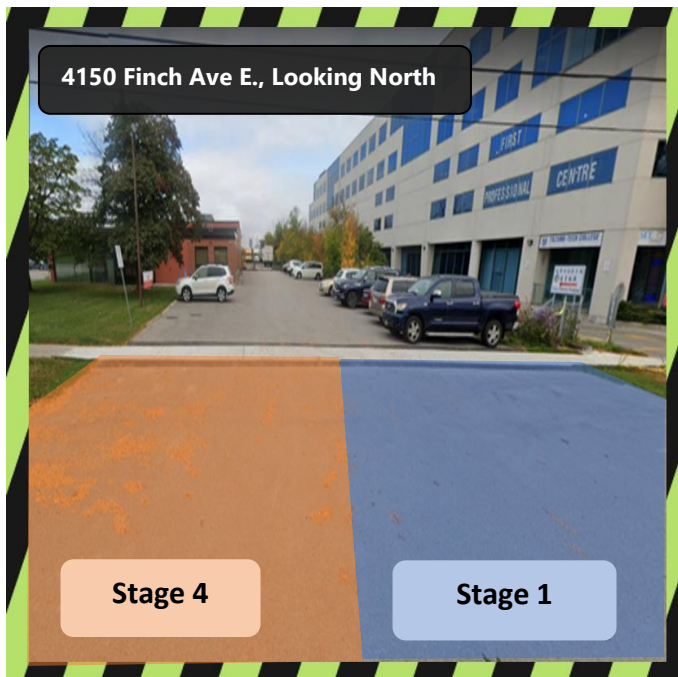 4150 Finch Ave E., Looking North
FIRST
PROFESSIONAL
CENTRE
Stage 4
Stage 1